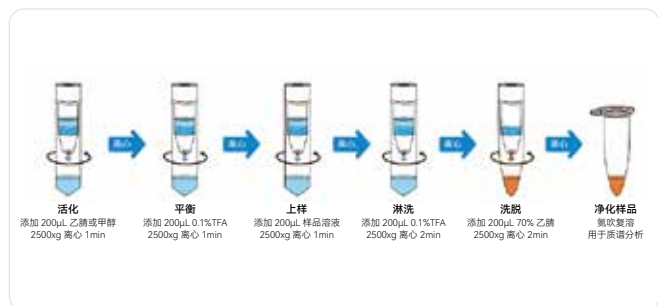 离心
离心
离心
离心
离心
活化
添加 200μL 乙腈或甲醇
2500xg 离心 1min
平衡
添加 200μL 0.1%TFA
2500xg 离心 1min
上样
添加 200μL 样品溶液
2500xg 离心 1min
淋洗
添加 200μL 0.1%TFA
2500xg 离心 2min
洗脱
添加 200μL 70% 乙腈
2500xg 离心 2min
净化样品
氮吹复溶
用于质谱分析